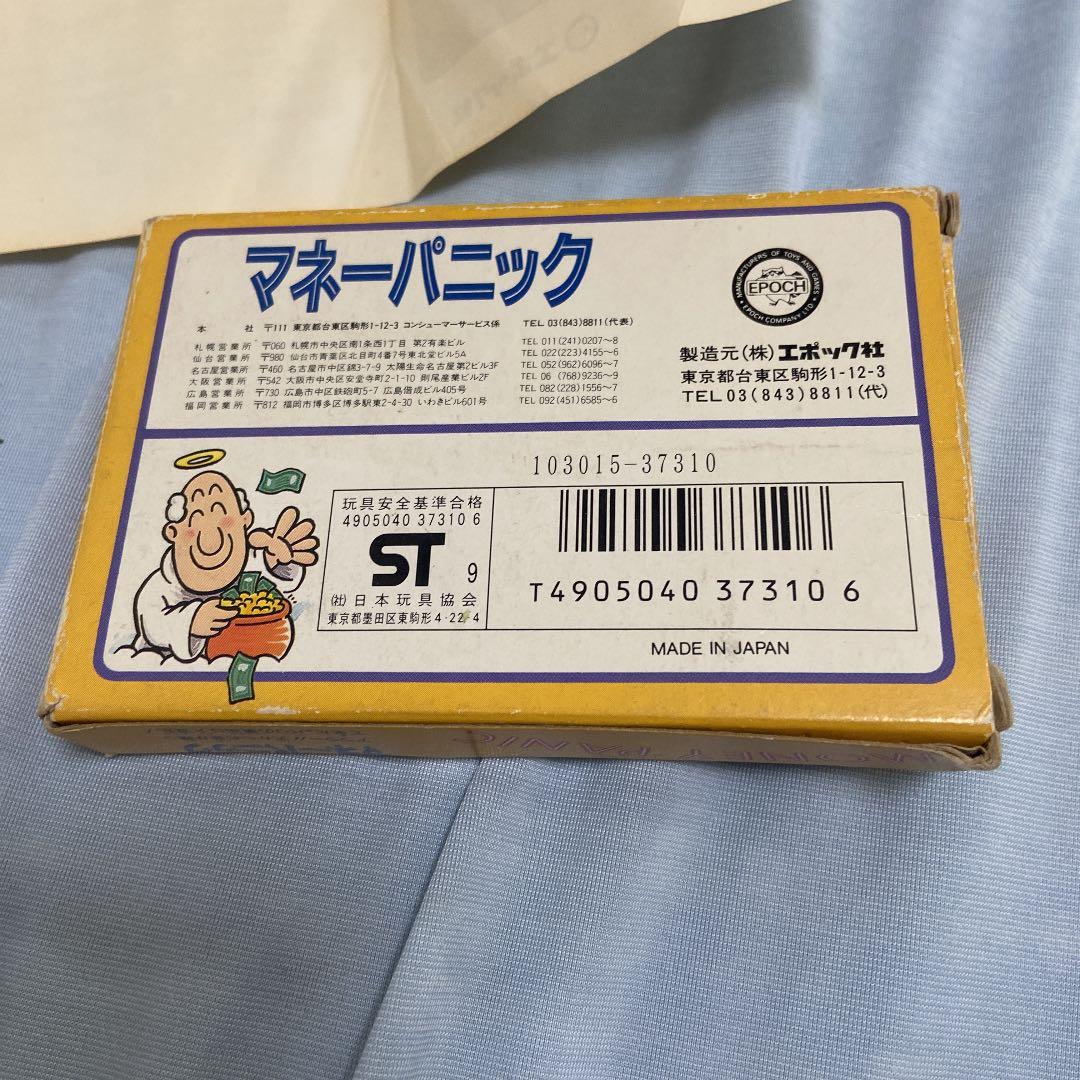 マネーパニック
本　　社　〒111 東京都台東区駒形1-12-3 コンシューマーサービス係　TEL 03(843)8811(代表)
札幌営業所　〒060 札幌市中央区南1条西1丁目 第2有楽ビル　TEL 011(241)0207〜8
仙台営業所　〒980 仙台市青葉区北目町4番7号東北堂ビル5A　TEL 022(223)4155〜6
名古屋営業所　〒460 名古屋市中区錦3-7-9 太陽生命名古屋第2ビル3F　TEL 052(962)6096〜7
大阪営業所　〒542 大阪市中央区安堂寺町2-1-10 則尾産業ビル2F　TEL 06 (768)9236〜9
広島営業所　〒730 広島市中区鉄砲町5-7 広島偕成ビル405号　TEL 082(228)1556〜7
福岡営業所　〒812 福岡市博多区博多駅東2-4-30 いわきビル601号　TEL 092(451)6585〜6
MANUFACTURERS OF TOYS AND GAMES
EPOCH
EPOCH COMPANY LTD
製造元(株)エポック社
東京都台東区駒形1-12-3
TEL 03(843)8811(代)
103015-37310
玩具安全基準合格
4905040 37310 6
ST 9
(社)日本玩具協会
東京都墨田区東駒形4-22-4
T4905040 37310 6
MADE IN JAPAN
MONEY PANIC